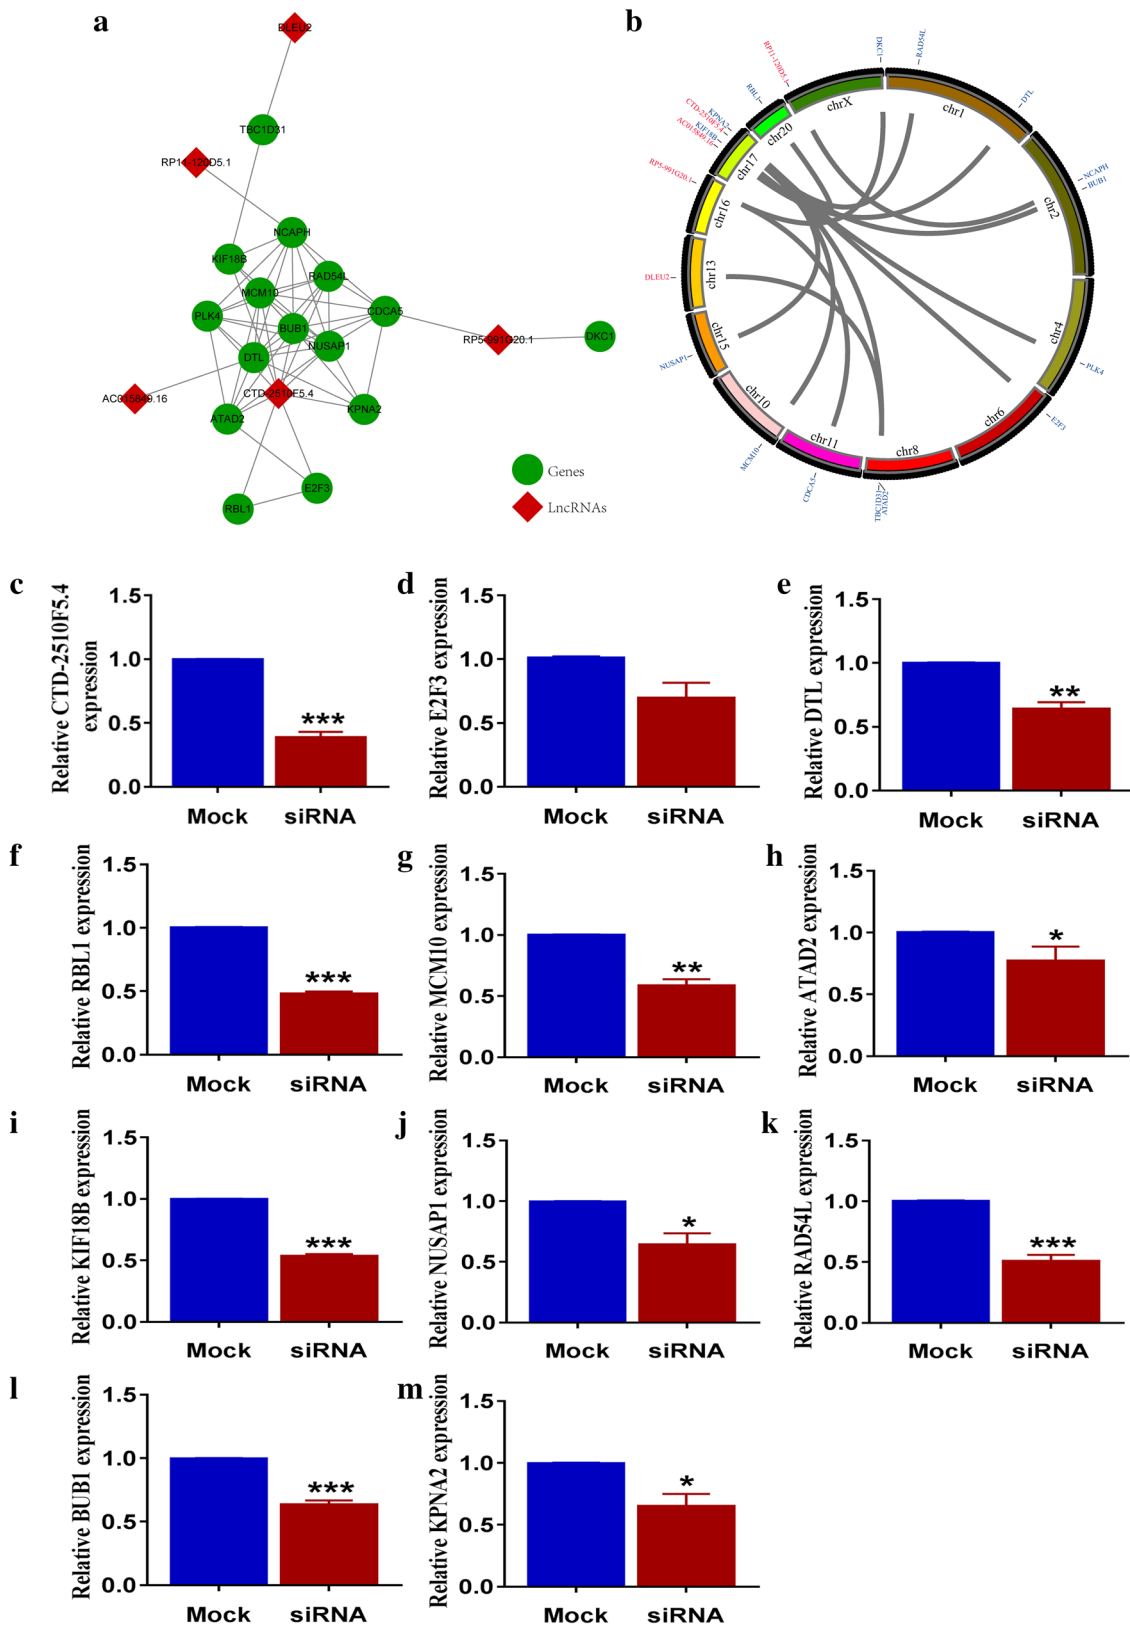 a
DLEU2
TBC1D31
RP11-120D5.1
NCAPH
KIF18B
RAD54L
MCM10
CDCA5
PLK4
BUB1
NUSAP1
RP5-991G20.1
DKC1
DTL
CTD-2510F5.4
AC015849.16
KPNA2
ATAD2
E2F3
RBL1
Genes
LncRNAs
b
DKC1
RAD54L
DTL
NCAPH
BUB1
PLK4
E2F3
ATAD2
TBC1D31
CDCA5
MCM10
NUSAP1
DLEU2
RP5-991G20.1
AC015849.16
KIF18B
CTD-2510F5.4
KPNA2
RBL1
RP11-120D5.1
chrX
chr1
chr2
chr4
chr6
chr8
chr11
chr10
chr15
chr13
chr16
chr17
chr20
c
Relative CTD-2510F5.4
expression
1.5
1.0
0.5
0.0
***
Mock siRNA
d
Relative E2F3 expression
1.5
1.0
0.5
0.0
Mock siRNA
e
Relative DTL expression
1.5
1.0
0.5
0.0
**
Mock siRNA
f
Relative RBL1 expression
1.5
1.0
0.5
0.0
***
Mock siRNA
g
Relative MCM10 expression
1.5
1.0
0.5
0.0
**
Mock siRNA
h
Relative ATAD2 expression
1.5
1.0
0.5
0.0
*
Mock siRNA
i
Relative KIF18B expression
1.5
1.0
0.5
0.0
***
Mock siRNA
j
Relative NUSAP1 expression
1.5
1.0
0.5
0.0
*
Mock siRNA
k
Relative RAD54L expression
1.5
1.0
0.5
0.0
***
Mock siRNA
l
Relative BUB1 expression
1.5
1.0
0.5
0.0
***
Mock siRNA
m
Relative KPNA2 expression
1.5
1.0
0.5
0.0
*
Mock siRNA